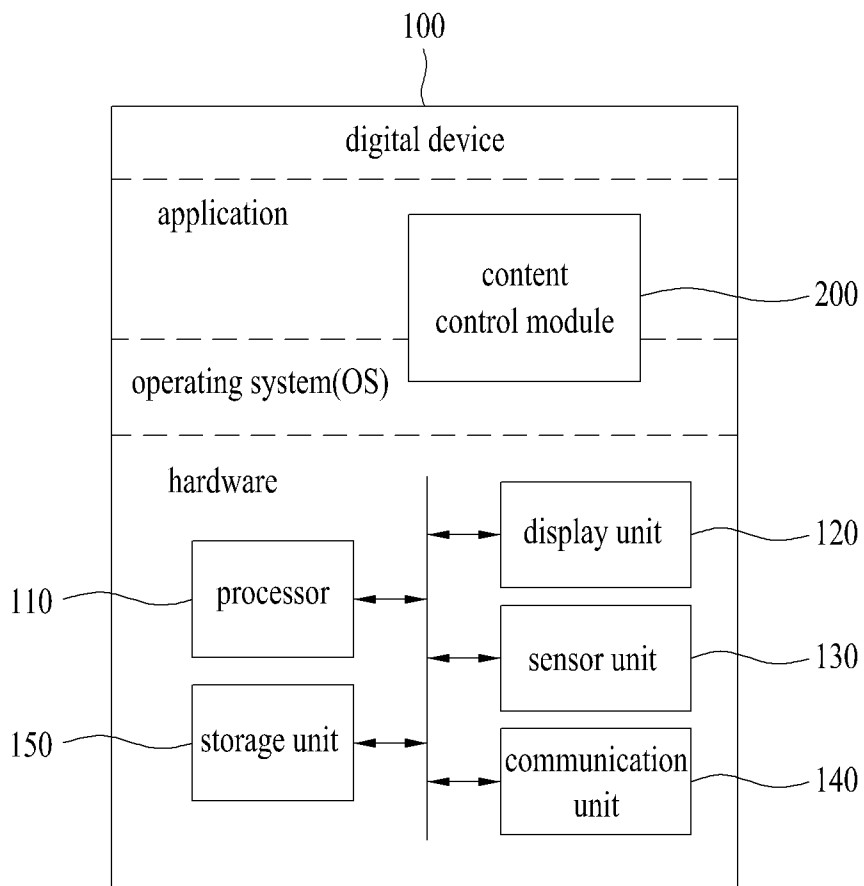 100
digital device
application
content
control module
200
operating system(OS)
hardware
display unit
120
processor
110
sensor unit
130
storage unit
150
communication
unit
140